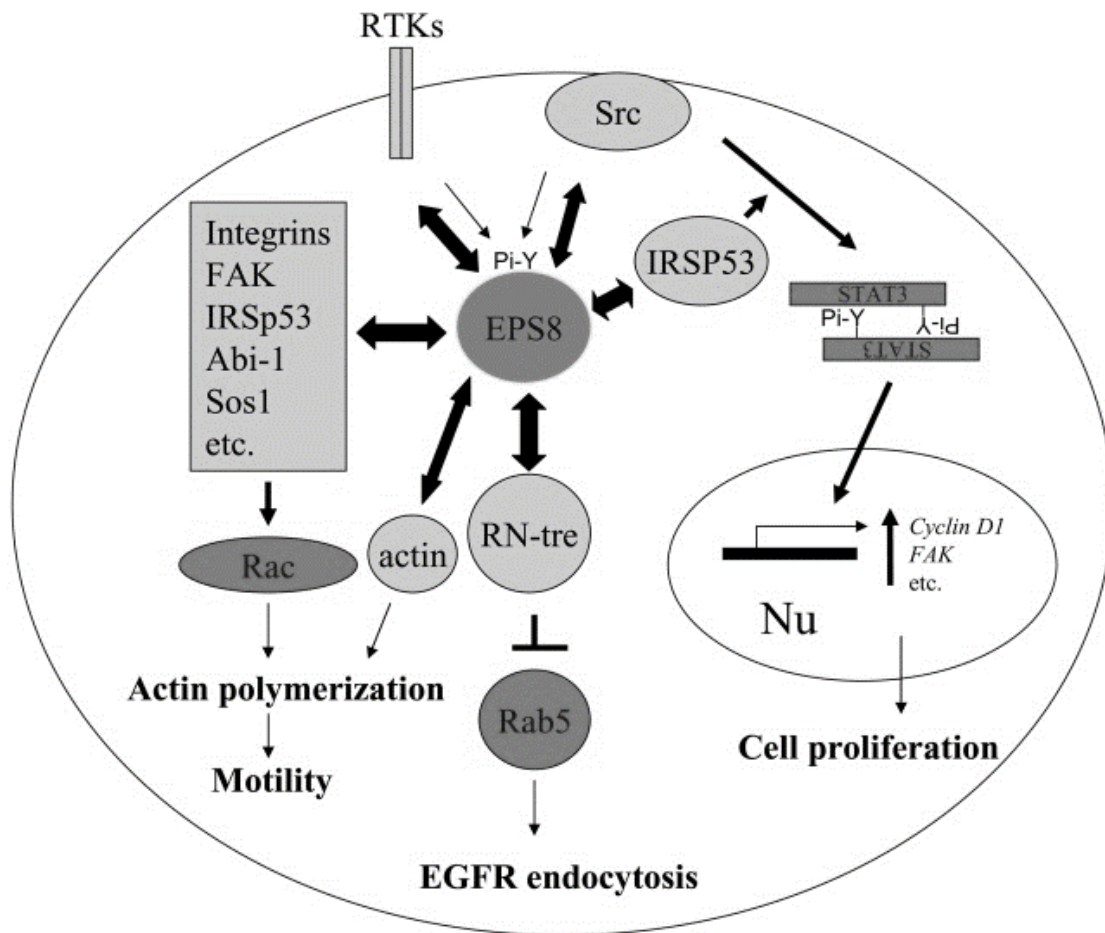 RTKs
Src
Integrins
FAK
IRSp53
Abi-1
Sos1
etc.
Pi-Y
EPS8
IRSP53
STAT3
Pi-Y
Pi-Y
STAT3
Rac
actin
RN-tre
Cyclin D1
FAK
etc.
Nu
Actin polymerization
Rab5
Motility
Cell proliferation
EGFR endocytosis